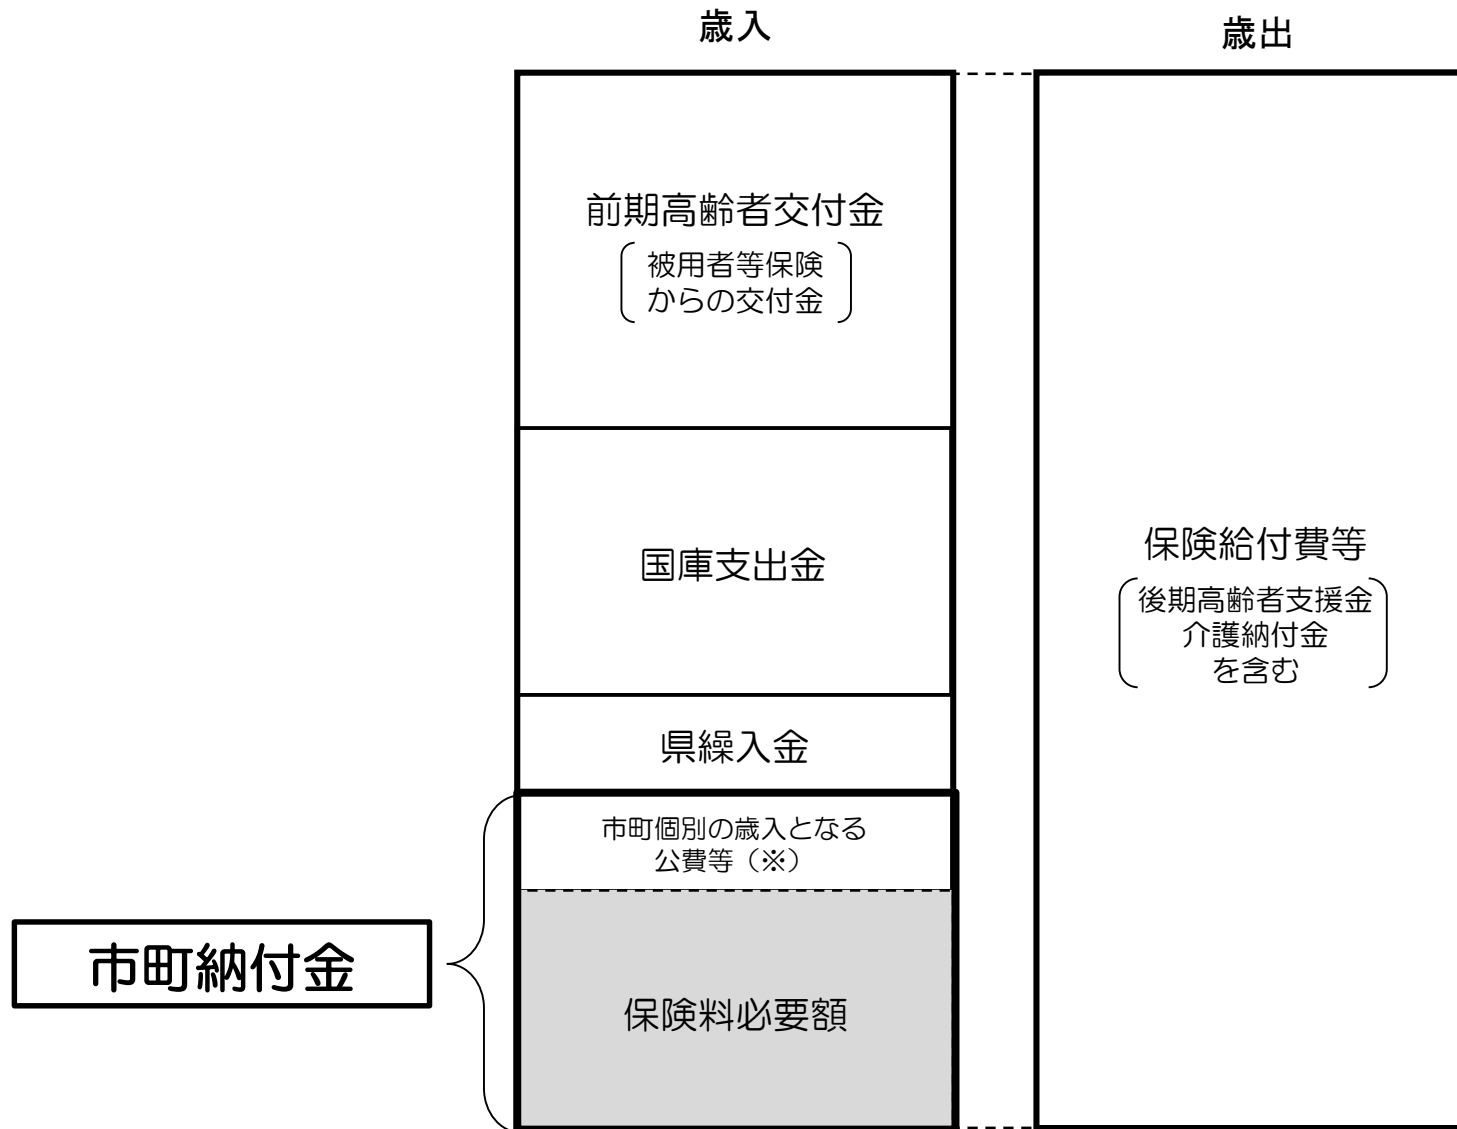 歳入
歳出
前期高齢者交付金
被用者等保険
からの交付金
国庫支出金
県繰入金
市町個別の歳入となる
公費等（※）
保険料必要額
市町納付金
保険給付費等
後期高齢者支援金
介護納付金
を含む